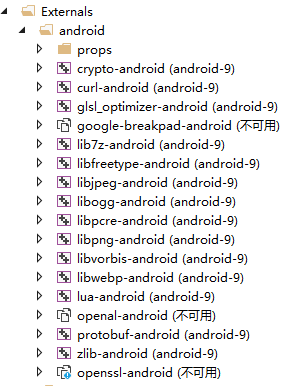 Externals
android
props
crypto-android (android-9)
curl-android (android-9)
glsl_optimizer-android (android-9)
google-breakpad-android (不可用)
lib7z-android (android-9)
libfreetype-android (android-9)
libjpeg-android (android-9)
libogg-android (android-9)
libpcre-android (android-9)
libpng-android (android-9)
libvorbis-android (android-9)
libwebp-android (android-9)
lua-android (android-9)
openal-android (不可用)
protobuf-android (android-9)
zlib-android (android-9)
openssl-android (不可用)